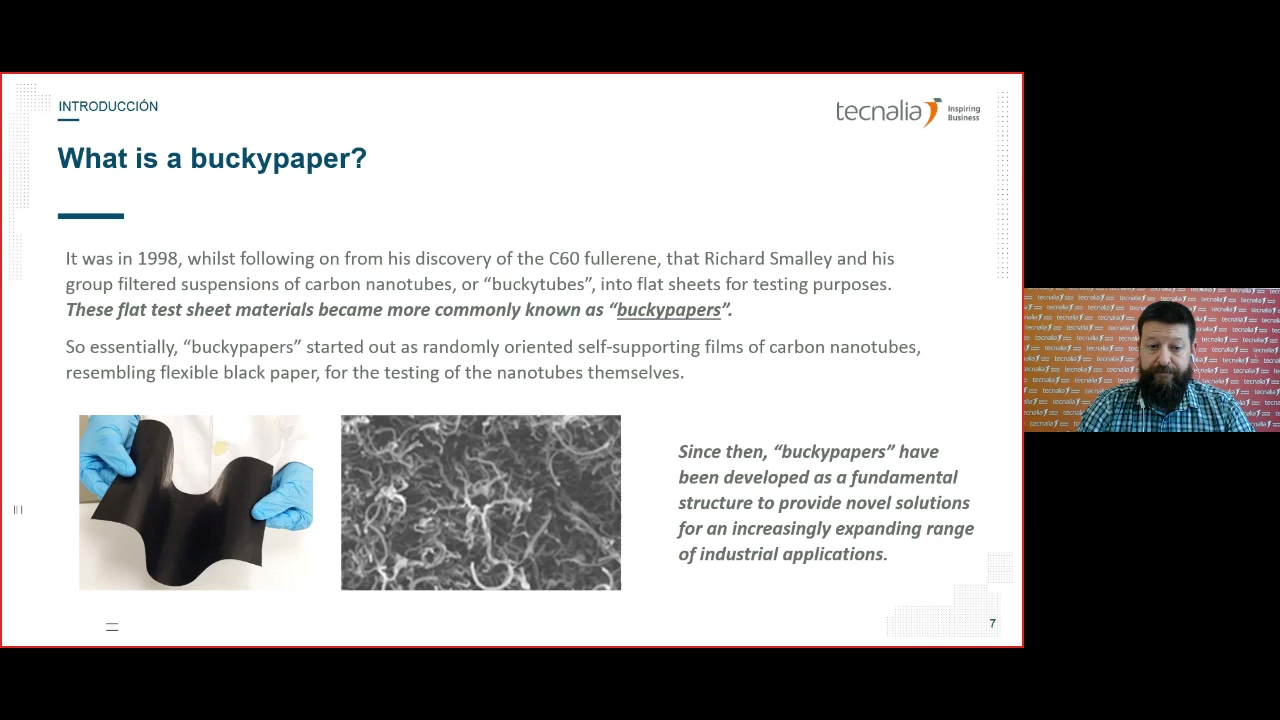 INTRODUCCIÓN
tecnalia Inspiring
Business
What is a buckypaper?
It was in 1998, whilst following on from his discovery of the C60 fullerene, that Richard Smalley and his
group filtered suspensions of carbon nanotubes, or “buckytubes”, into flat sheets for testing purposes.
These flat test sheet materials became more commonly known as “buckypapers”.
So essentially, “buckypapers” started out as randomly oriented self-supporting films of carbon nanotubes,
resembling flexible black paper, for the testing of the nanotubes themselves.
Since then, “buckypapers” have
been developed as a fundamental
structure to provide novel solutions
for an increasingly expanding range
of industrial applications.
7